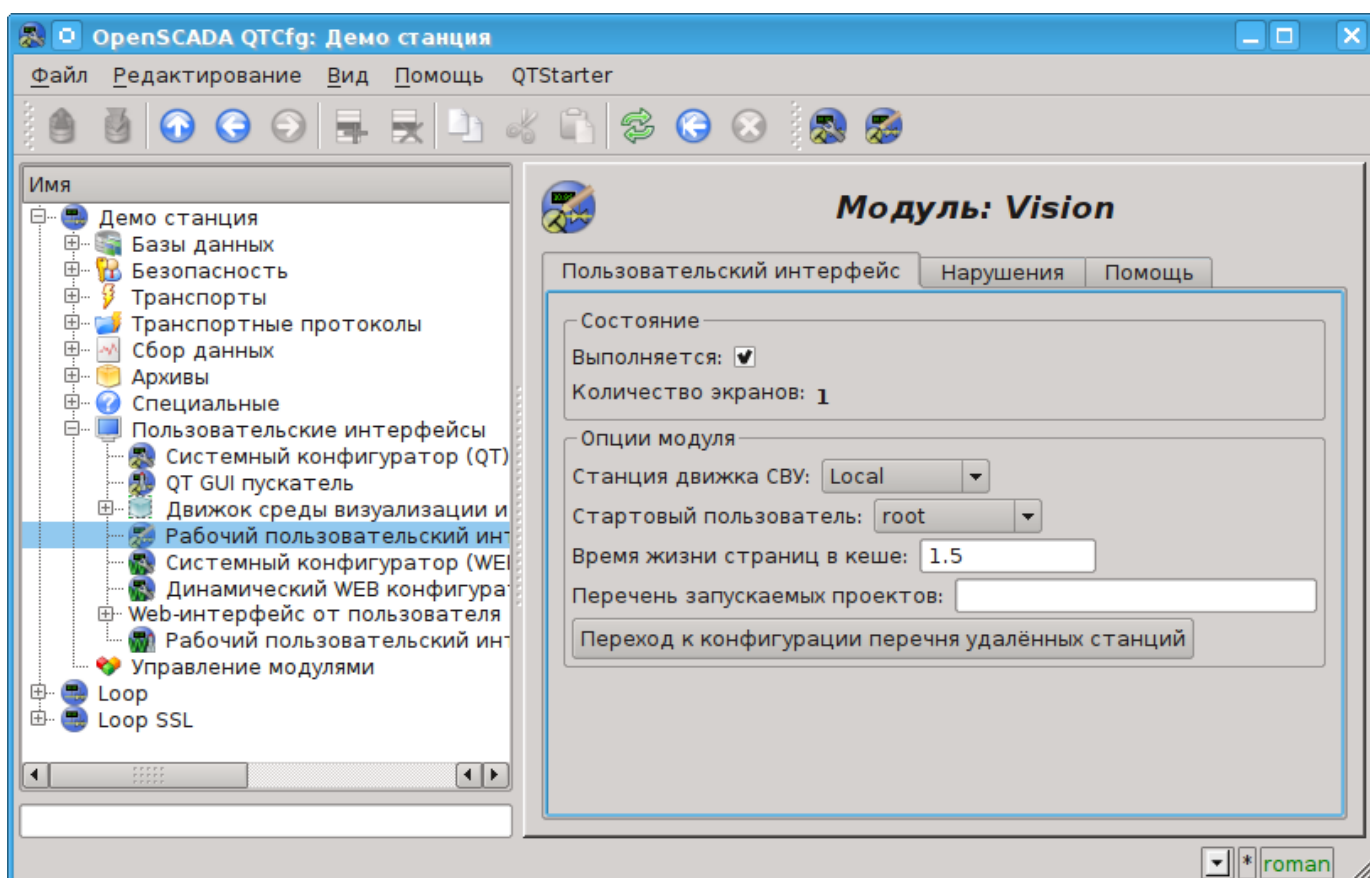 OpenSCADA QTCfg: Демо станция
Файл Редактирование Вид Помощь QTStarter
Имя
Демо станция
Базы данных
Безопасность
Транспорты
Транспортные протоколы
Сбор данных
Архивы
Специальные
Пользовательские интерфейсы
Системный конфигуратор (QT)
QT GUI пускатель
Движок среды визуализации и
Рабочий пользовательский инт
Системный конфигуратор (WEI
Динамический WEB конфигура
Web-интерфейс от пользователя
Рабочий пользовательский инт
Управление модулями
Loop
Loop SSL
Модуль: Vision
Пользовательский интерфейс Нарушения Помощь
Состояние
Выполняется:
Количество экранов: 1
Опции модуля
Станция движка СВУ: Local
Стартовый пользователь: root
Время жизни страниц в кеше: 1.5
Перечень запускаемых проектов:
Переход к конфигурации перечня удалённых станций
* roman